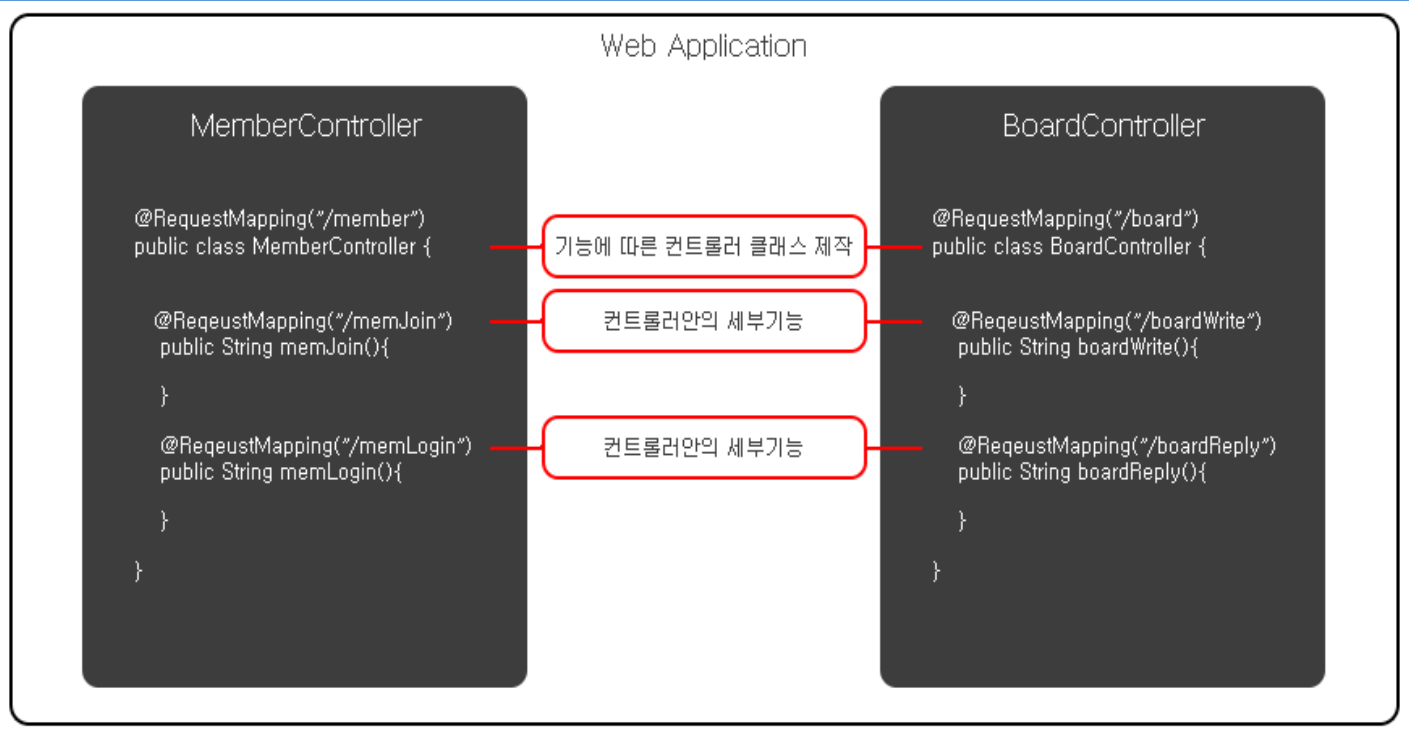 Web Application
MemberController
@RequestMapping("/member")
public class MemberController {
@ReqeustMapping("/memJoin")
public String memJoin(){
}
@ReqeustMapping("/memLogin")
public String memLogin(){
}
}
기능에 따른 컨트롤러 클래스 제작
컨트롤러안의 세부기능
컨트롤러안의 세부기능
BoardController
@RequestMapping("/board")
public class BoardController {
@ReqeustMapping("/boardWrite")
public String boardWrite(){
}
@ReqeustMapping("/boardReply")
public String boardReply(){
}
}